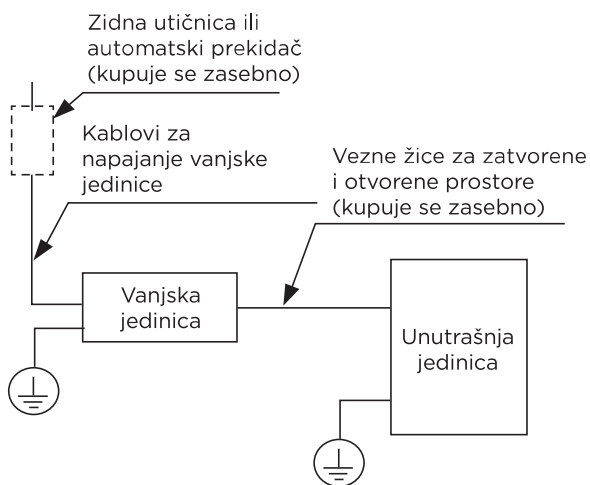 Zidna utičnica ili
automatski prekidač
(kupuje se zasebno)
Kablovi za
napajanje vanjske
jedinice
Vezne žice za zatvorene
i otvorene prostore
(kupuje se zasebno)
Vanjska
jedinica
Unutrašnja
jedinica